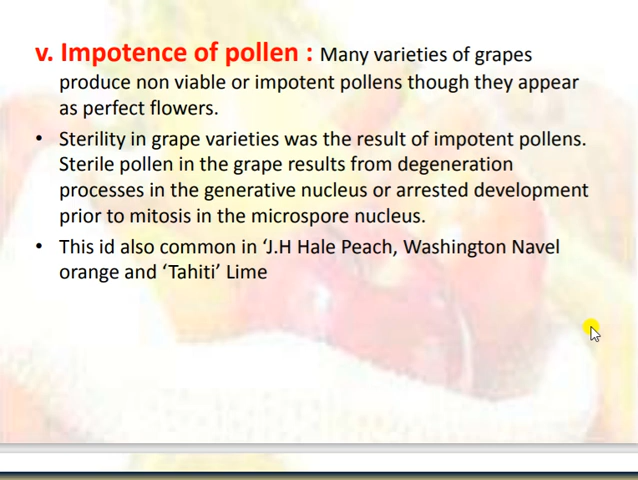 v. Impotence of pollen : Many varieties of grapes
produce non viable or impotent pollens though they appear
as perfect flowers.
• Sterility in grape varieties was the result of impotent pollens.
Sterile pollen in the grape results from degeneration
processes in the generative nucleus or arrested development
prior to mitosis in the microspore nucleus.
• This id also common in ‘J.H Hale Peach, Washington Navel
orange and ‘Tahiti’ Lime